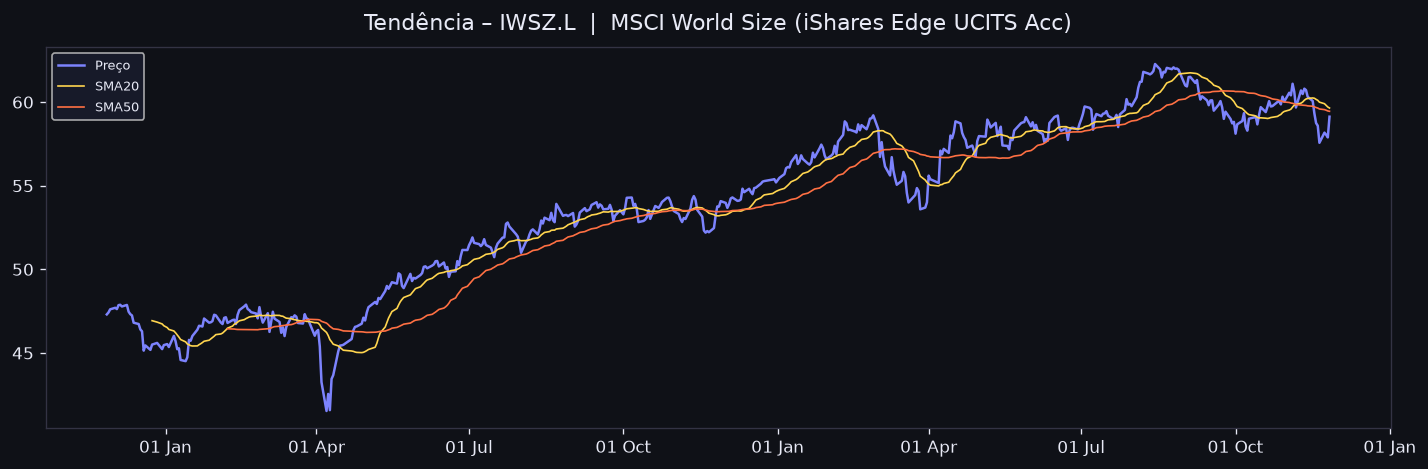 Tendência – IWSZ.L | MSCI World Size (iShares Edge UCITS Acc)
Preço
SMA20
SMA50
60
55
50
45
01 Jan
01 Apr
01 Jul
01 Oct
01 Jan
01 Apr
01 Jul
01 Oct
01 Jan